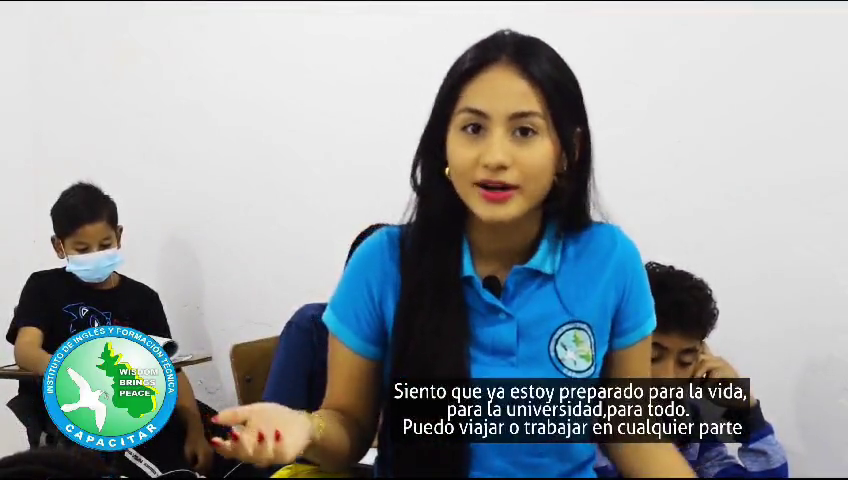 INSTITUTO DE INGLÉS Y FORMACIÓN TÉCNICA
WISDOM
BRINGS
PEACE
CAPACITAR
Siento que ya estoy preparado para la vida,
para la universidad,para todo.
Puedo viajar o trabajar en cualquier parte